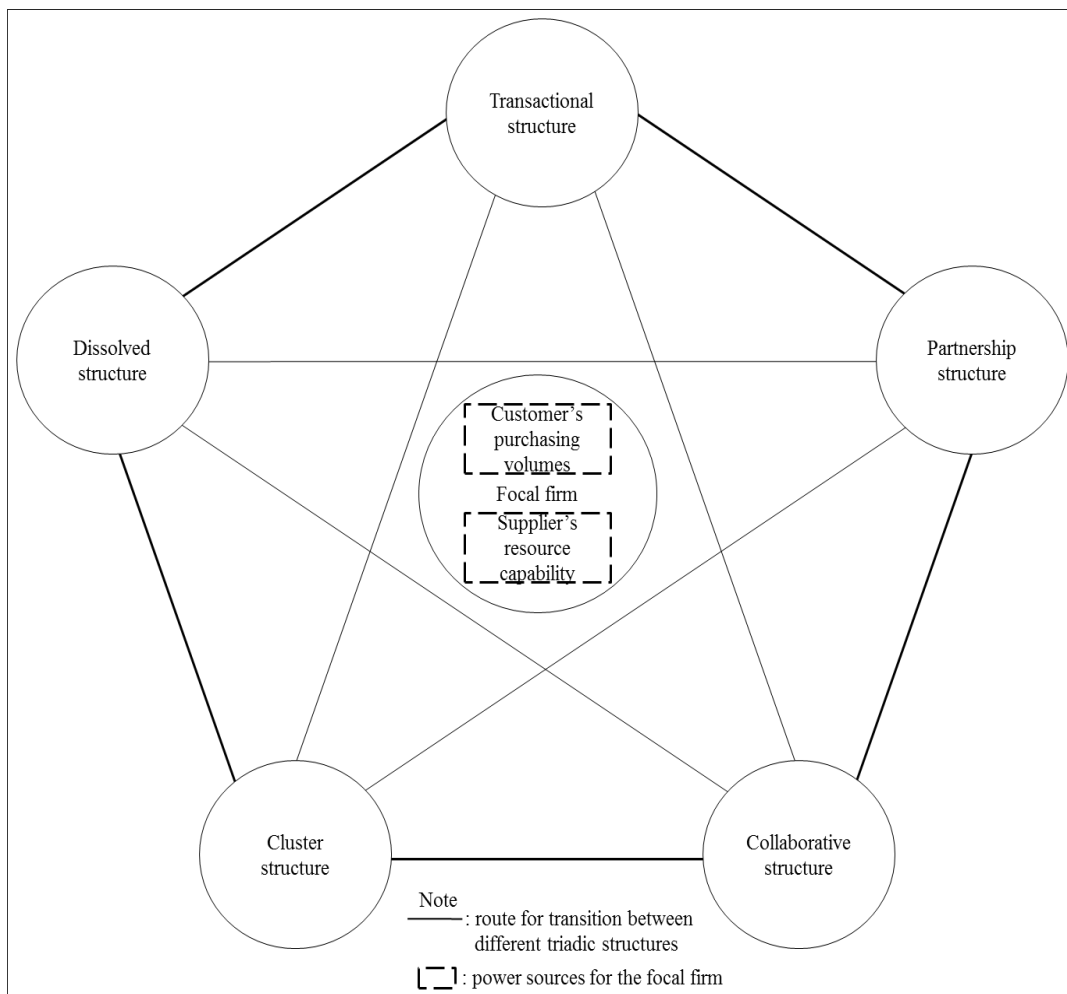 Transactional
structure
Dissolved
structure
Partnership
structure
Customer's
purchasing
volumes
Focal firm
Supplier's
resource
capability
Cluster
structure
Collaborative
structure
Note
: route for transition between
different triadic structures
: power sources for the focal firm